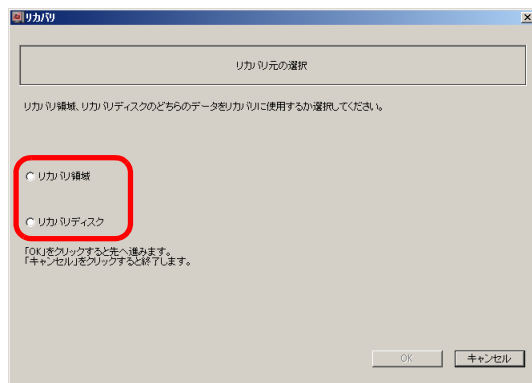 リカバリ
リカバリ元の選択
リカバリ領域、リカバリディスクのどちらのデータをリカバリに使用するか選択してください。
リカバリ領域
リカバリディスク
「OK」をクリックすると先へ進みます。
「キャンセル」をクリックすると終了します。
OK
キャンセル